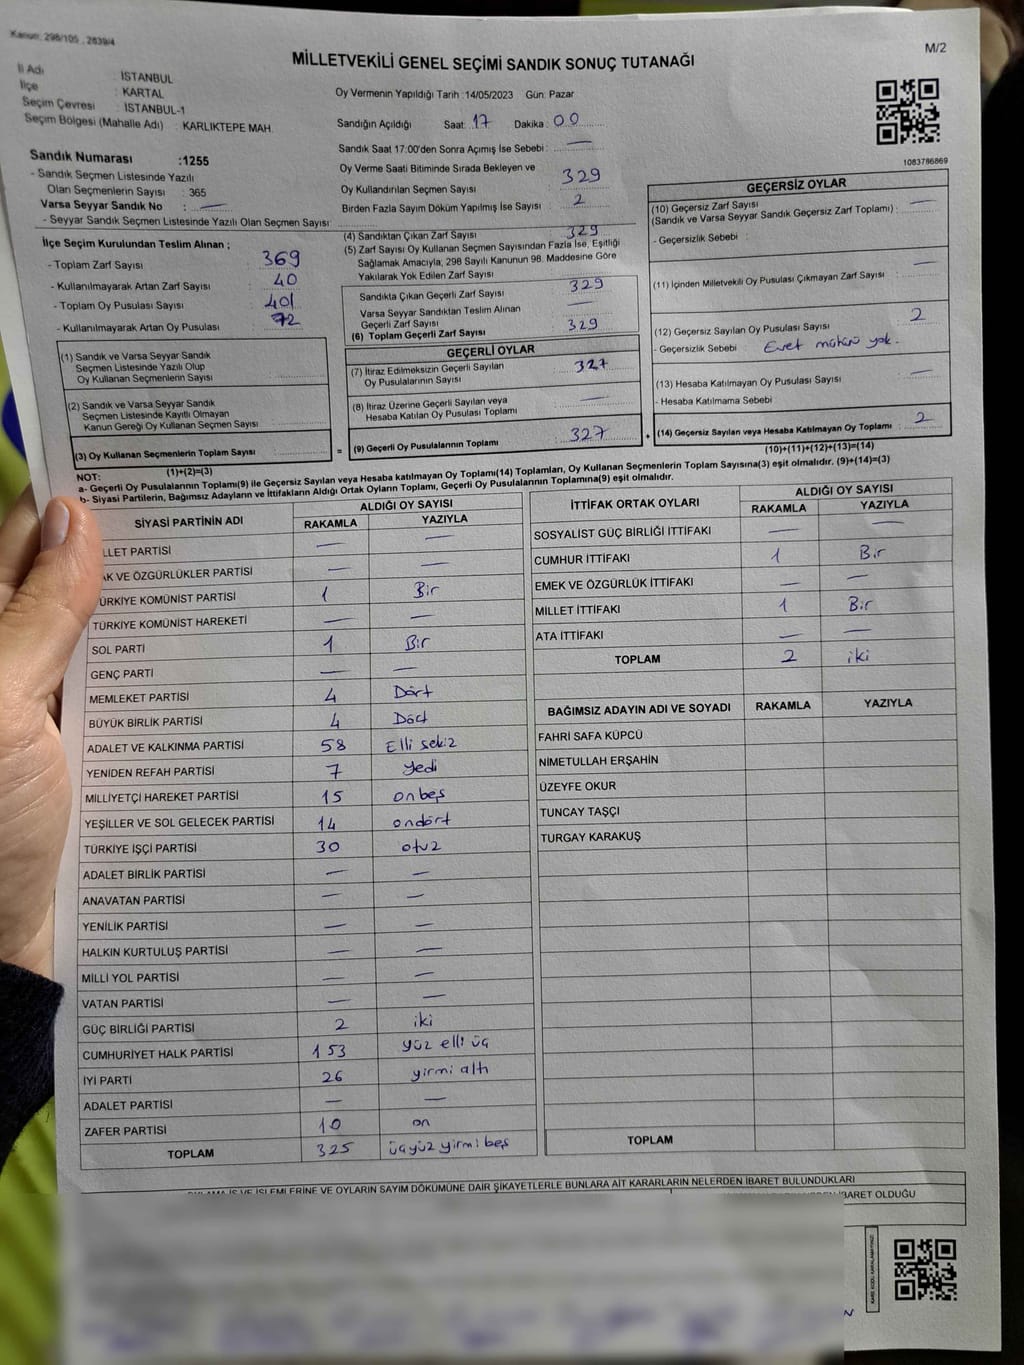 Kanun: 298/105 , 2839/4
M/2
MİLLETVEKİLİ GENEL SEÇİMİ SANDIK SONUÇ TUTANAĞI
İl Adı : İSTANBUL
İlçe : KARTAL
Seçim Çevresi : İSTANBUL-1
Seçim Bölgesi (Mahalle Adı) : KARLIKTEPE MAH.
Oy Vermenin Yapıldığı Tarih :14/05/2023 Gün: Pazar
Sandığın Açıldığı Saat: 17 Dakika: 00
Sandık Saat 17:00'den Sonra Açımış İse Sebebi: —
Oy Verme Saati Bitiminde Sırada Bekleyen ve
Oy Kullandırılan Seçmen Sayısı 329
Birden Fazla Sayım Döküm Yapılmış İse Sayısı 2
1083786869
Sandık Numarası :1255
- Sandık Seçmen Listesinde Yazılı
Olan Seçmenlerin Sayısı : 365
Varsa Seyyar Sandık No : —
- Seyyar Sandık Seçmen Listesinde Yazılı Olan Seçmen Sayısı:
İlçe Seçim Kurulundan Teslim Alınan ;
- Toplam Zarf Sayısı 369
- Kullanılmayarak Artan Zarf Sayısı 40
- Toplam Oy Pusulası Sayısı 401
- Kullanılmayarak Artan Oy Pusulası 72
(1) Sandık ve Varsa Seyyar Sandık
Seçmen Listesinde Yazılı Olup
Oy Kullanan Seçmenlerin Sayısı
(2) Sandık ve Varsa Seyyar Sandık
Seçmen Listesinde Kayıtlı Olmayan
Kanun Gereği Oy Kullanan Seçmen Sayısı
(3) Oy Kullanan Seçmenlerin Toplam Sayısı
(1)+(2)=(3)
(4) Sandıktan Çıkan Zarf Sayısı 329
(5) Zarf Sayısı Oy Kullanan Seçmen Sayısından Fazla İse, Eşitliği
Sağlamak Amacıyla, 298 Sayılı Kanunun 98. Maddesine Göre
Yakılarak Yok Edilen Zarf Sayısı
Sandıkta Çıkan Geçerli Zarf Sayısı 329
Varsa Seyyar Sandıktan Teslim Alınan
Geçerli Zarf Sayısı —
(6) Toplam Geçerli Zarf Sayısı 329
GEÇERLİ OYLAR
(7) İtiraz Edilmeksizin Geçerli Sayılan
Oy Pusulalarının Sayısı 327
(8) İtiraz Üzerine Geçerli Sayılan veya
Hesaba Katılan Oy Pusulası Toplamı —
= (9) Geçerli Oy Pusulalarının Toplamı 327
GEÇERSİZ OYLAR
(10) Geçersiz Zarf Sayısı —
(Sandık ve Varsa Seyyar Sandık Geçersiz Zarf Toplamı) :
- Geçersizlik Sebebi :
(11) İçinden Milletvekili Oy Pusulası Çıkmayan Zarf Sayısı —
(12) Geçersiz Sayılan Oy Pusulası Sayısı 2
- Geçersizlik Sebebi : Evet mührü yok.
(13) Hesaba Katılmayan Oy Pusulası Sayısı —
- Hesaba Katılmama Sebebi
+ (14) Geçersiz Sayılan veya Hesaba Katılmayan Oy Toplamı : 2
(10)+(11)+(12)+(13)=(14)
NOT:
a- Geçerli Oy Pusulalarının Toplamı(9) ile Geçersiz Sayılan veya Hesaba katılmayan Oy Toplamı(14) Toplamları, Oy Kullanan Seçmenlerin Toplam Sayısına(3) eşit olmalıdır. (9)+(14)=(3)
b- Siyasi Partilerin, Bağımsız Adayların ve İttifakların Aldığı Ortak Oyların Toplamı, Geçerli Oy Pusulalarının Toplamına(9) eşit olmalıdır.
SİYASİ PARTİNİN ADI ALDIĞI OY SAYISI
RAKAMLA YAZIYLA
LLET PARTİSİ — —
AK VE ÖZGÜRLÜKLER PARTİSİ — —
ÜRKİYE KOMÜNİST PARTİSİ 1 Bir
TÜRKİYE KOMÜNİST HAREKETİ — —
SOL PARTİ 1 Bir
GENÇ PARTİ — —
MEMLEKET PARTİSİ 4 Dört
BÜYÜK BİRLİK PARTİSİ 4 Dört
ADALET VE KALKINMA PARTİSİ 58 Elli sekiz
YENİDEN REFAH PARTİSİ 7 Yedi
MİLLİYETÇİ HAREKET PARTİSİ 15 onbeş
YEŞİLLER VE SOL GELECEK PARTİSİ 14 ondört
TÜRKİYE İŞÇİ PARTİSİ 30 otuz
ADALET BİRLİK PARTİSİ — —
ANAVATAN PARTİSİ — —
YENİLİK PARTİSİ — —
HALKIN KURTULUŞ PARTİSİ — —
MİLLİ YOL PARTİSİ — —
VATAN PARTİSİ — —
GÜÇ BİRLİĞİ PARTİSİ 2 iki
CUMHURİYET HALK PARTİSİ 153 yüz elli üç
İYİ PARTİ 26 yirmi altı
ADALET PARTİSİ — —
ZAFER PARTİSİ 10 on
TOPLAM 325 üçyüz yirmi beş
İTTİFAK ORTAK OYLARI ALDIĞI OY SAYISI
RAKAMLA YAZIYLA
SOSYALİST GÜÇ BİRLİĞİ İTTİFAKI — —
CUMHUR İTTİFAKI 1 Bir
EMEK VE ÖZGÜRLÜK İTTİFAKI — —
MİLLET İTTİFAKI 1 Bir
ATA İTTİFAKI — —
TOPLAM 2 iki
BAĞIMSIZ ADAYIN ADI VE SOYADI RAKAMLA YAZIYLA
FAHRİ SAFA KÜPCÜ
NİMETULLAH ERŞAHİN
ÜZEYFE OKUR
TUNCAY TAŞÇI
TURGAY KARAKUŞ
TOPLAM
İŞ VE İŞLEMLERİNE VE OYLARIN SAYIM DÖKÜMÜNE DAİR ŞİKAYETLERLE BUNLARA AİT KARARLARIN NELERDEN İBARET BULUNDUKLARI
İBARET OLDUĞU